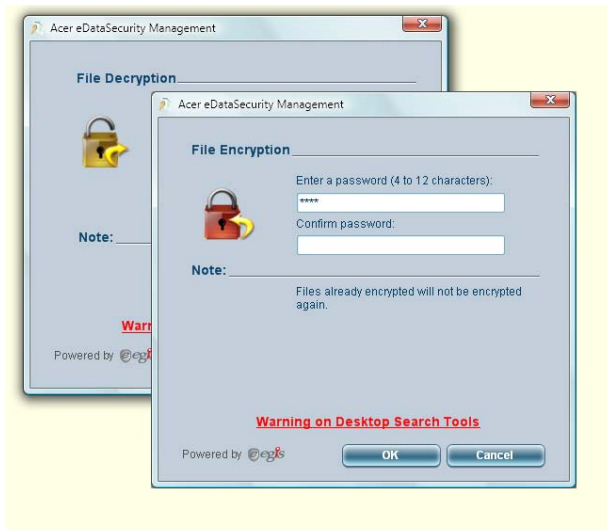 Acer eDataSecurity Management
File Decryption
Note:
Powered by egis
Acer eDataSecurity Management
File Encryption
Enter a password (4 to 12 characters):
****
Confirm password:
Note:
Files already encrypted will not be encrypted
again.
Warning on Desktop Search Tools
Powered by egis
OK
Cancel